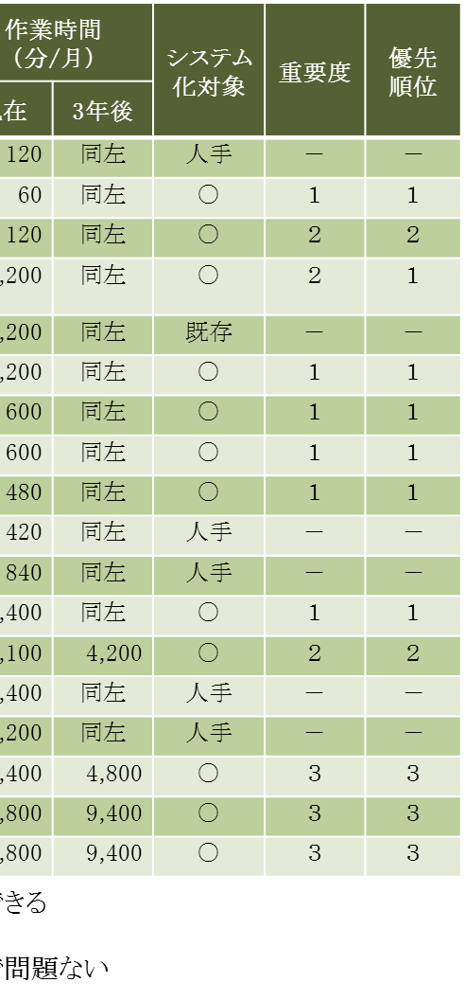 作業時間
（分/月）
システム
化対象
重要度
優先
順位
在 3年後
120 同左 人手 － －
60 同左 ○ 1 1
120 同左 ○ 2 2
,200 同左 ○ 2 1
,200 同左 既存 － －
,200 同左 ○ 1 1
600 同左 ○ 1 1
600 同左 ○ 1 1
480 同左 ○ 1 1
420 同左 人手 － －
840 同左 人手 － －
,400 同左 ○ 1 1
,100 4,200 ○ 2 2
,400 同左 人手 － －
,200 同左 人手 － －
,400 4,800 ○ 3 3
,800 9,400 ○ 3 3
,800 9,400 ○ 3 3
できる
で問題ない